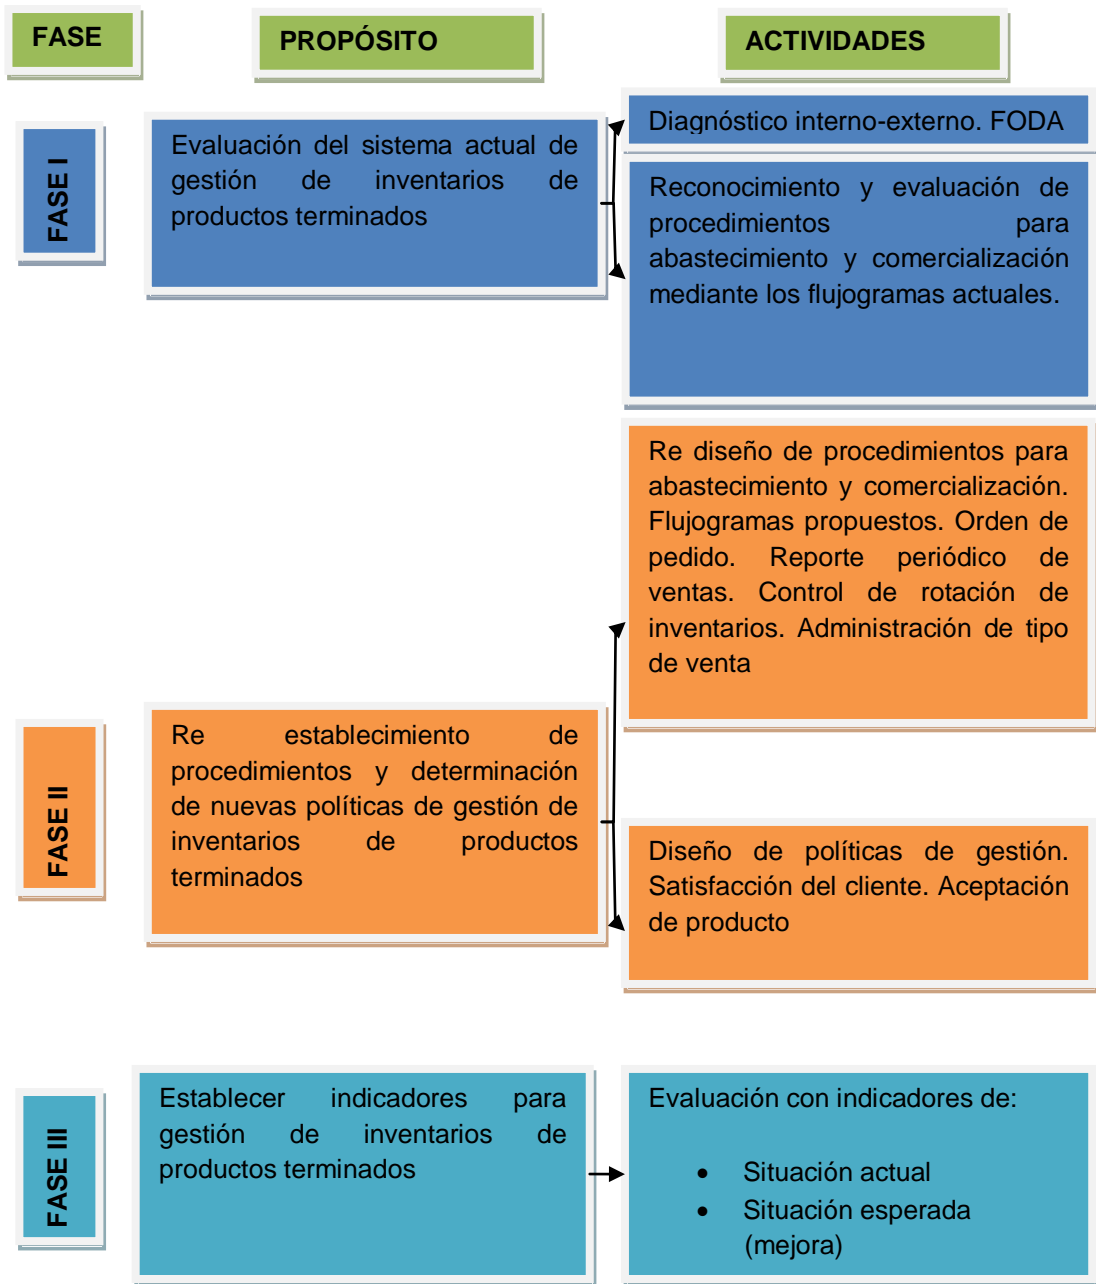 FASE
PROPÓSITO
ACTIVIDADES
FASE I
Evaluación del sistema actual de
gestión de inventarios de
productos terminados
Diagnóstico interno-externo. FODA
Reconocimiento y evaluación de
procedimientos para
abastecimiento y comercialización
mediante los flujogramas actuales.
FASE II
Re establecimiento de
procedimientos y determinación
de nuevas políticas de gestión de
inventarios de productos
terminados
Re diseño de procedimientos para
abastecimiento y comercialización.
Flujogramas propuestos. Orden de
pedido. Reporte periódico de
ventas. Control de rotación de
inventarios. Administración de tipo
de venta
Diseño de políticas de gestión.
Satisfacción del cliente. Aceptación
de producto
FASE III
Establecer indicadores para
gestión de inventarios de
productos terminados
Evaluación con indicadores de:
• Situación actual
• Situación esperada
(mejora)